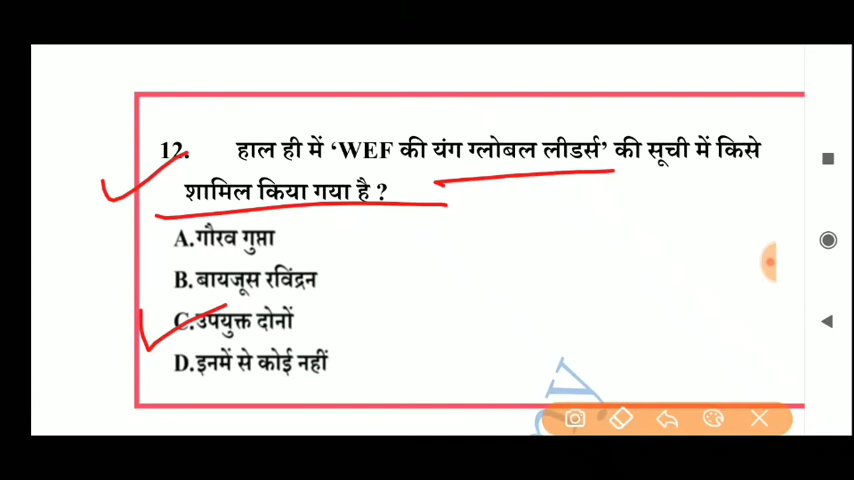 12. हाल ही में ‘WEF की यंग ग्लोबल लीडर्स’ की सूची में किसे
शामिल किया गया है ?
A.गौरव गुप्ता
B.बायजूस रविंद्रन
C.उपयुक्त दोनों
D.इनमें से कोई नहीं